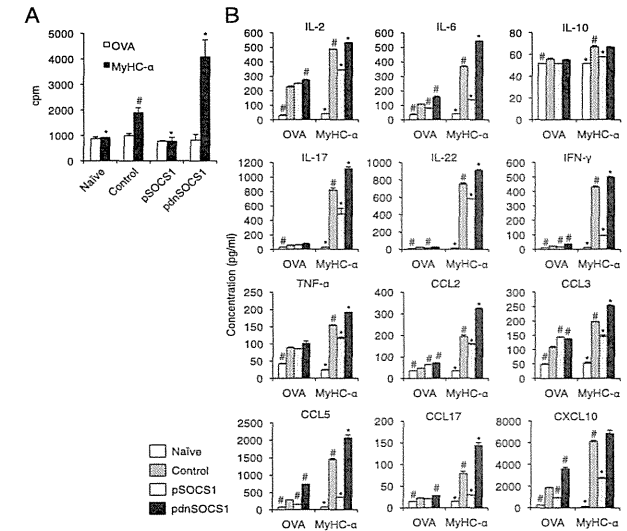 A
B
cpm
5000
4000
3000
2000
1000
0
OVA
MyHC-α
* # * *
Naïve
Control
pSOCS1
pdnSOCS1
Concentration (pg/ml)
IL-2
600
500
400
300
200
100
0
# # * # * *
OVA MyHC-α
IL-6
600
500
400
300
200
100
0
# # # * # * *
OVA MyHC-α
IL-10
80
60
40
20
0
# * # *
OVA MyHC-α
IL-17
1200
1000
800
600
400
200
0
# * # * *
OVA MyHC-α
IL-22
1000
800
600
400
200
0
# # * # * *
OVA MyHC-α
IFN-γ
600
500
400
300
200
100
0
# # # * # * *
OVA MyHC-α
TNF-α
250
200
150
100
50
0
# * # * *
OVA MyHC-α
CCL2
400
300
200
100
0
# # # * # * *
OVA MyHC-α
CCL3
300
250
200
150
100
50
0
# # # * # * *
OVA MyHC-α
CCL5
2500
2000
1500
1000
500
0
# # # * # * *
OVA MyHC-α
CCL17
200
150
100
50
0
# # * # * *
OVA MyHC-α
CXCL10
8000
6000
4000
2000
0
# # # * # *
OVA MyHC-α
Naïve
Control
pSOCS1
pdnSOCS1